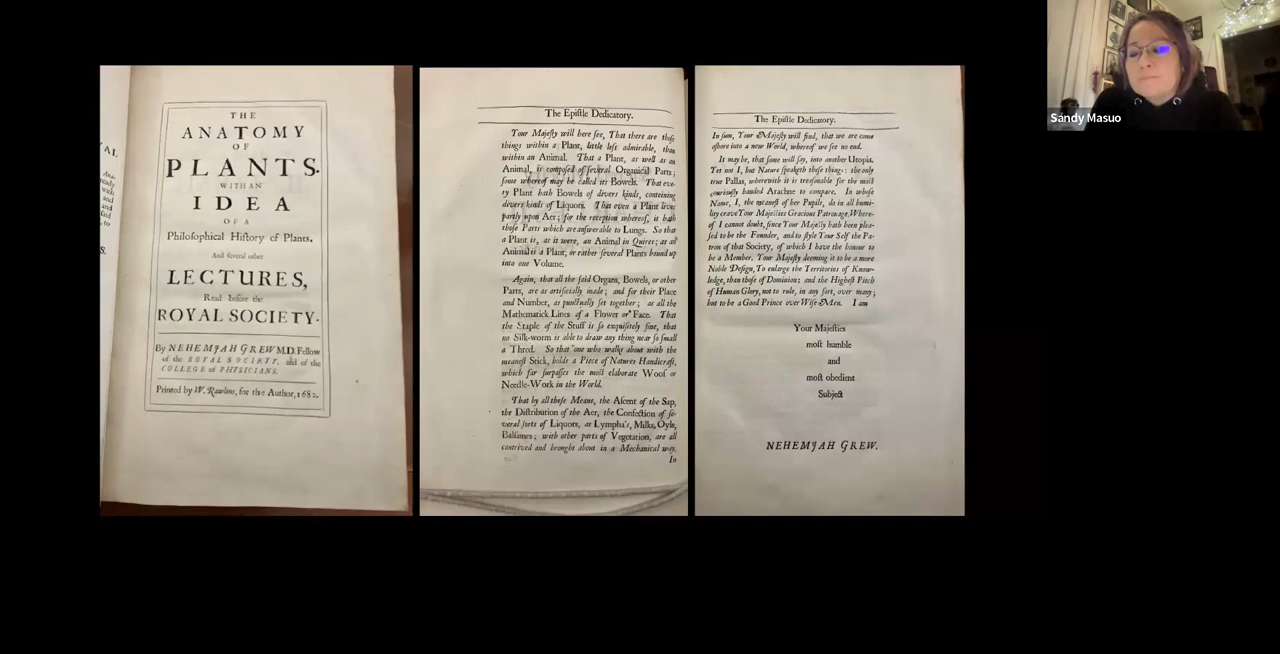 THE
ANATOMY
OF
PLANTS.
WITH AN
IDEA
OF A
Philoſophical Hiſtory of Plants.
And ſeveral other
LECTURES,
Read before the
ROYAL SOCIETY.
By NEHEMJAH GREW M.D. Fellow
of the ROYAL SOCIETY, and of the
COLLEGE of PHYSICIANS.
Printed by W. Rawlins, for the Author, 1682.
The Epiſtle Dedicatory.
Your Majeſty will here ſee, That there are thoſe
things within a Plant, little leſs admirable, than
within an Animal. That a Plant, as well as an
Animal, is compoſed of ſeveral Organical Parts;
ſome whereof may be called its Bowels. That eve-
ry Plant hath Bowels of divers kinds, conteining
divers kinds of Liquors. That even a Plant lives
partly upon Aer; for the reception whereof, it hath
thoſe Parts which are anſwerable to Lungs. So that
a Plant is, as it were, an Animal in Quires; as an
Animal is a Plant, or rather ſeveral Plants bound up
into one Volume.
Again, that all the ſaid Organs, Bowels, or other
Parts, are as artificially made; and for their Place
and Number, as punctually ſet together; as all the
Mathematick Lines of a Flower or Face. That
the Staple of the Stuff is ſo exquiſitely fine, that
no Silk-worm is able to draw any thing near ſo ſmall
a Thred. So that one who walks about with the
meaneſt Stick, holds a Piece of Natures Handicraft,
which far ſurpaſſes the moſt elaborate Woof or
Needle-Work in the World.
That by all theſe Means, the Aſcent of the Sap,
the Diſtribution of the Aer, the Confection of ſe-
veral ſorts of Liquors, as Lympha's, Milks, Oyls,
Balſames; with other parts of Vegetation, are all
contrived and brought about in a Mechanical way.
In
The Epiſtle Dedicatory.
In ſum, Your Majeſty will find, that we are come
aſhore into a new World, whereof we ſee no end.
It may be, that ſome will ſay, into another Utopia.
Yet not I, but Nature ſpeaketh theſe things: the only
true Pallas, wherewith it is treaſonable for the moſt
curiouſly handed Arachne to compare. In whoſe
Name, I, the meaneſt of her Pupils, do in all humi-
lity crave Your Majeſties Gracious Patronage. Where-
of I cannot doubt, ſince Your Majeſty hath been plea-
ſed to be the Founder, and to ſtyle Your Self the Pa-
tron of that Society, of which I have the honour to
be a Member. Your Majeſty deeming it to be a more
Noble Deſign, To enlarge the Territories of Know-
ledge, than thoſe of Dominion; and the Higheſt Pitch
of Human Glory, not to rule, in any ſort, over many;
but to be a Good Prince over Wiſe Men. I am
Your Majeſties
moſt humble
and
moſt obedient
Subject
NEHEMJAH GREW.
Sandy Masuo